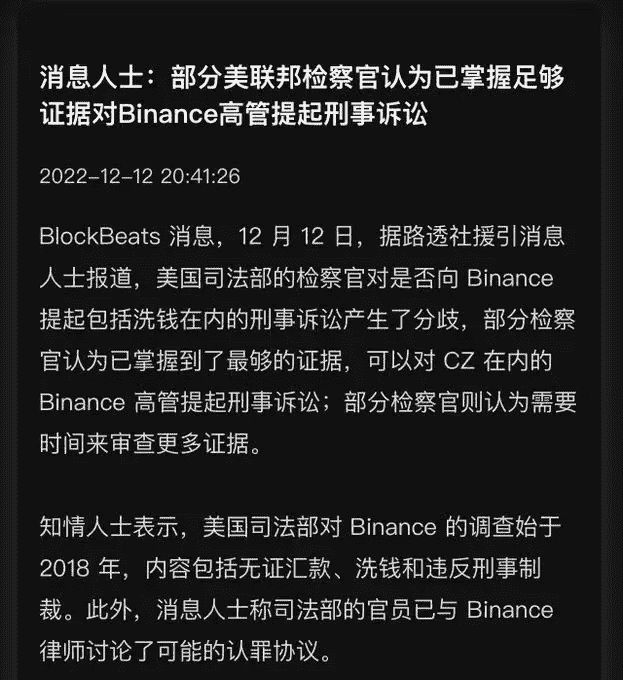 消息人士：部分美联邦检察官认为已掌握足够
证据对Binance高管提起刑事诉讼
2022-12-12 20:41:26
BlockBeats 消息，12 月 12 日，据路透社援引消息
人士报道，美国司法部的检察官对是否向 Binance
提起包括洗钱在内的刑事诉讼产生了分歧，部分检察
官认为已掌握到了最够的证据，可以对 CZ 在内的
Binance 高管提起刑事诉讼；部分检察官则认为需要
时间来审查更多证据。
知情人士表示，美国司法部对 Binance 的调查始于
2018 年，内容包括无证汇款、洗钱和违反刑事制
裁。此外，消息人士称司法部的官员已与 Binance
律师讨论了可能的认罪协议。